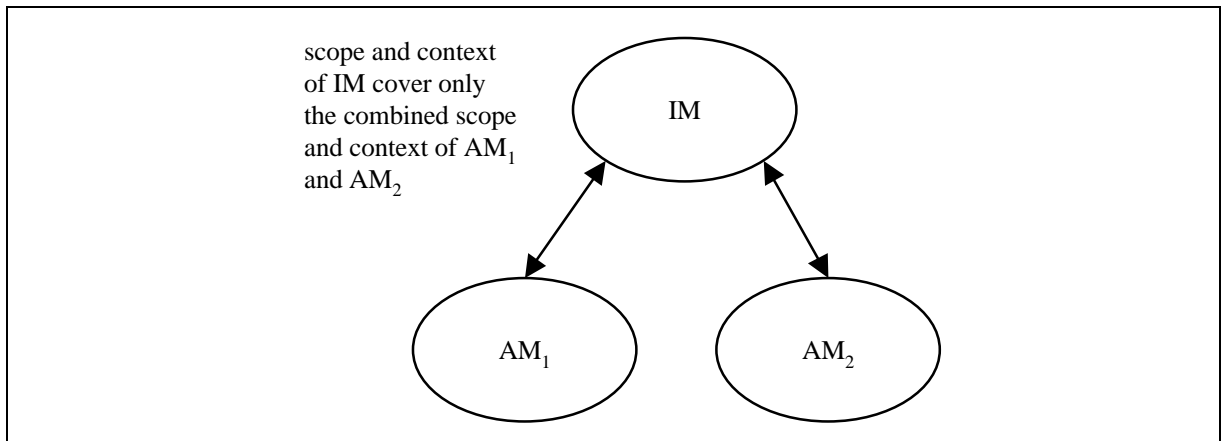 scope and context
of IM cover only
the combined scope
and context of AM₁
and AM₂
IM
AM₁
AM₂